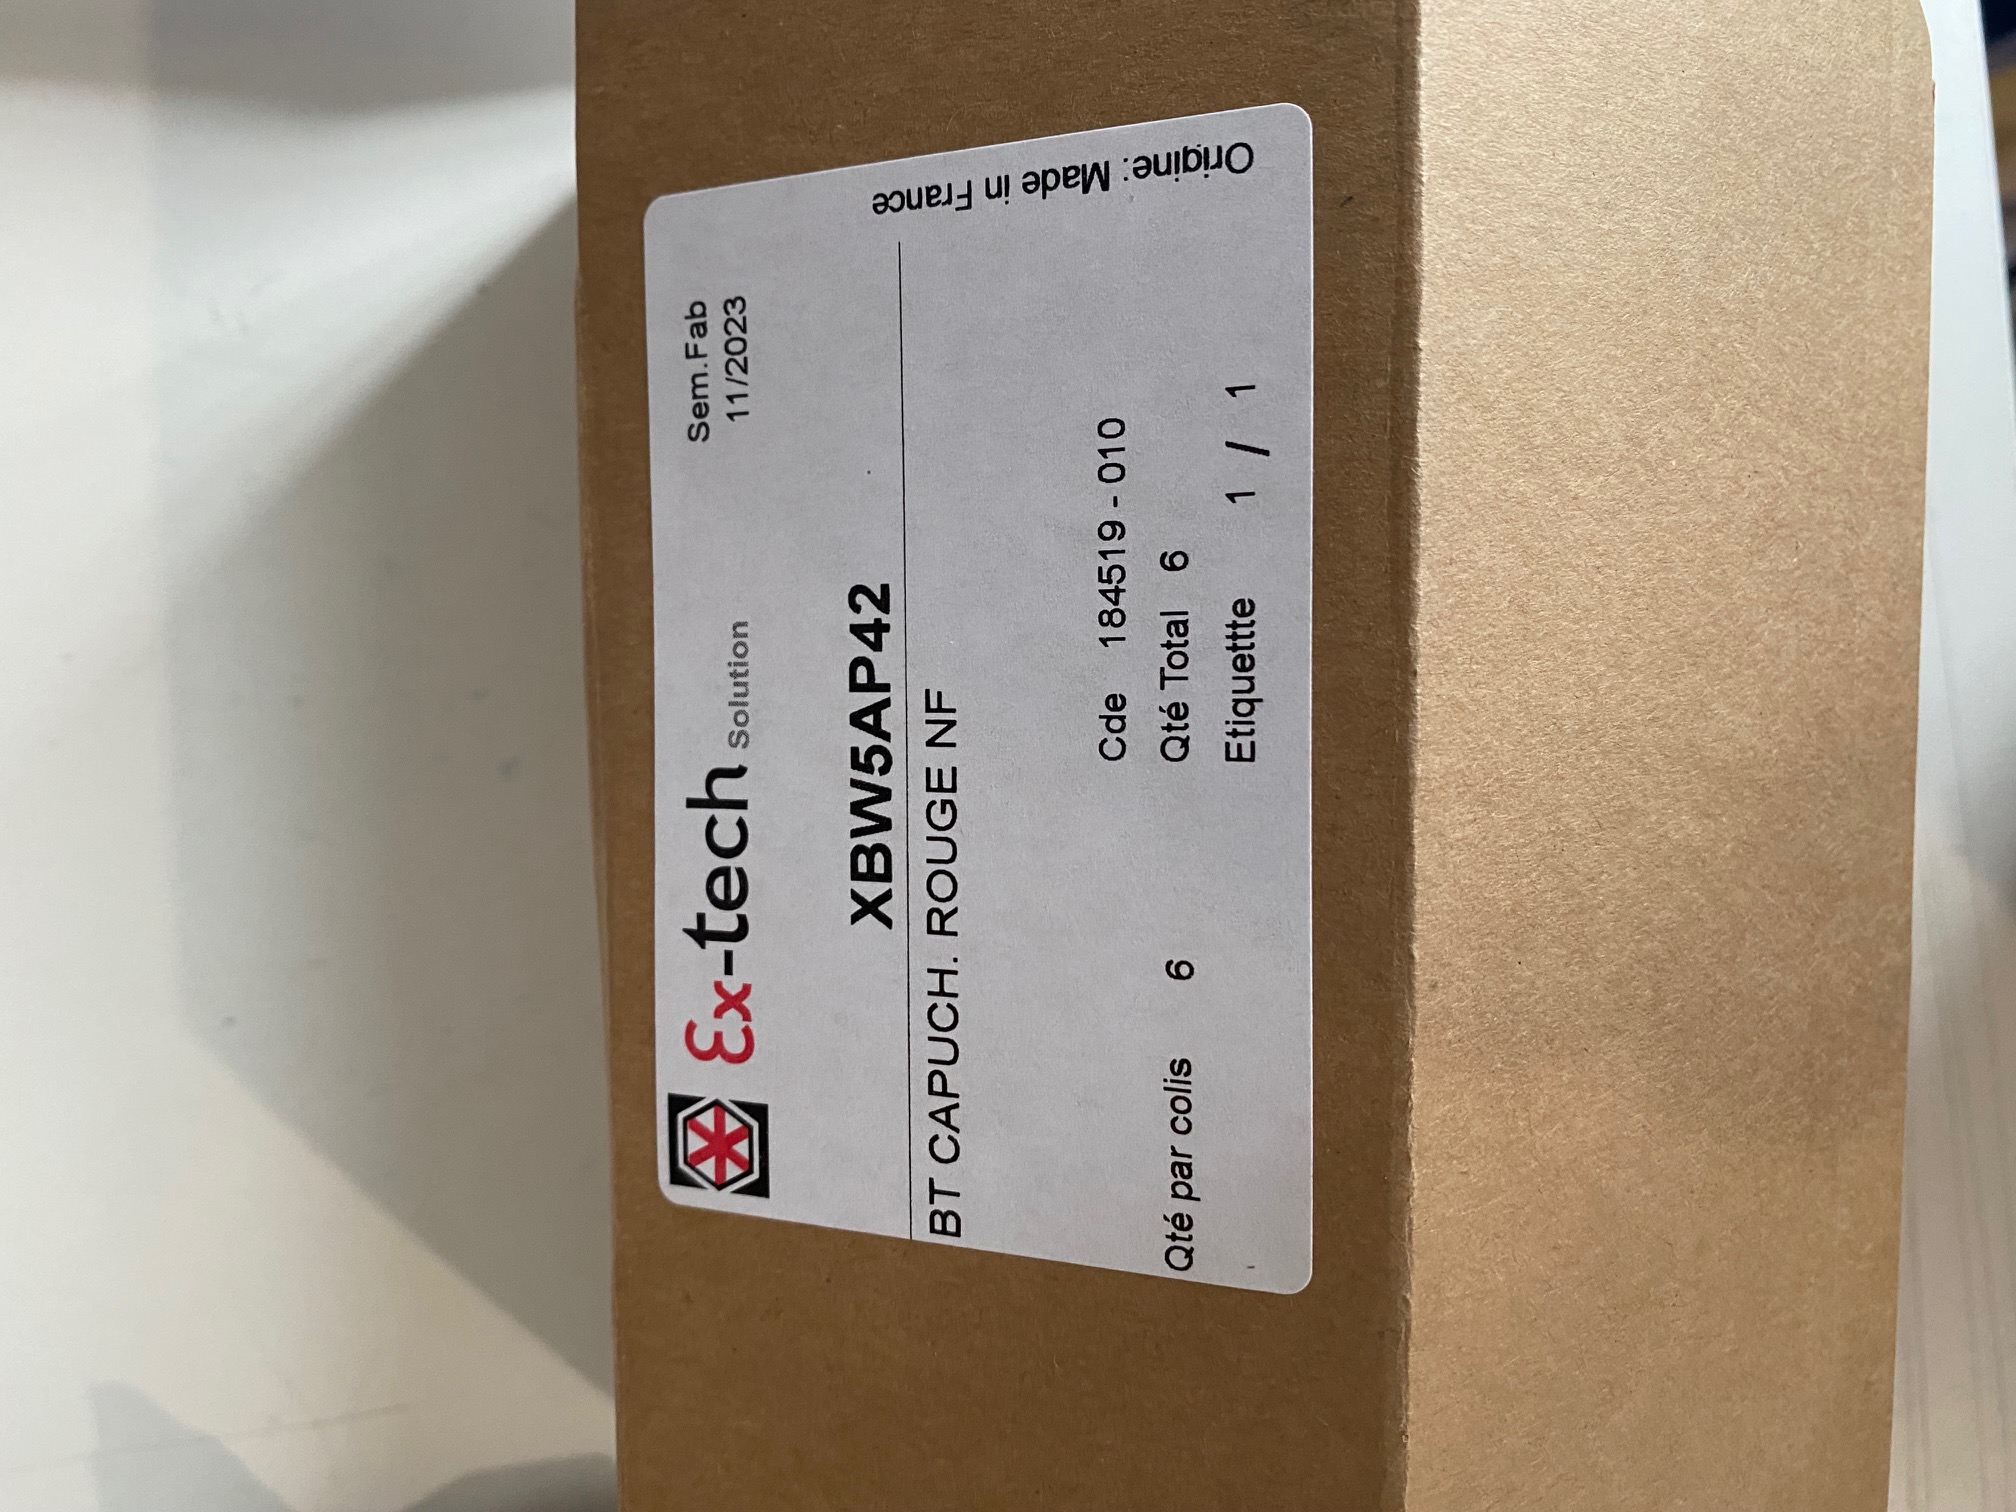 Ex-tech Solution
Sem.Fab
11/2023
XBW5AP42
BT CAPUCH. ROUGE NF
Cde 184519 - 010
Qté par colis 6 Qté Total 6
Etiquettte 1 / 1
Origine: Made in France